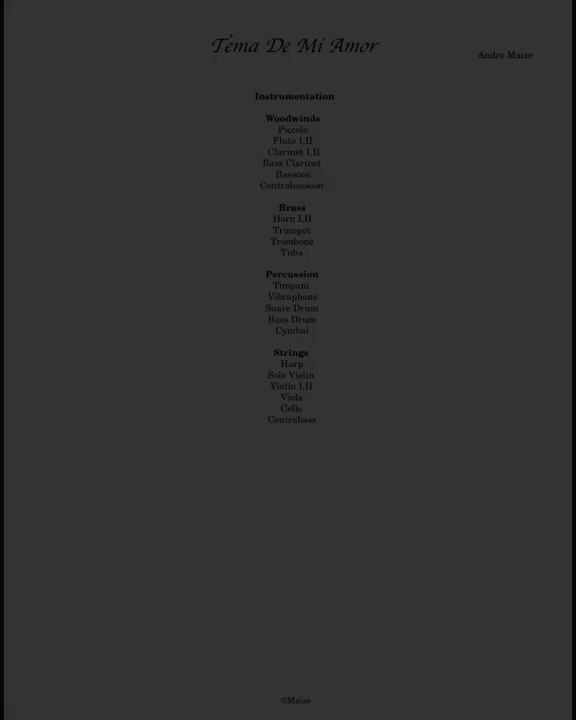 Tema De Mi Amor
Andre Maize
Instrumentation
Woodwinds
Piccolo
Flute I,II
Clarinet I,II
Bass Clarinet
Bassoon
Contrabassoon
Brass
Horn I,II
Trumpet
Trombone
Tuba
Percussion
Timpani
Vibraphone
Snare Drum
Bass Drum
Cymbal
Strings
Harp
Solo Violin
Violin I,II
Viola
Cello
Contrabass
©Maize